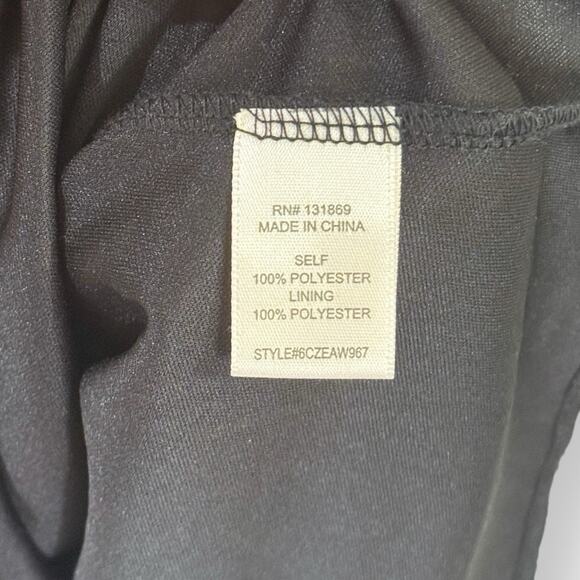 RN# 131869
MADE IN CHINA
SELF
100% POLYESTER
LINING
100% POLYESTER
STYLE#6CZEAW967